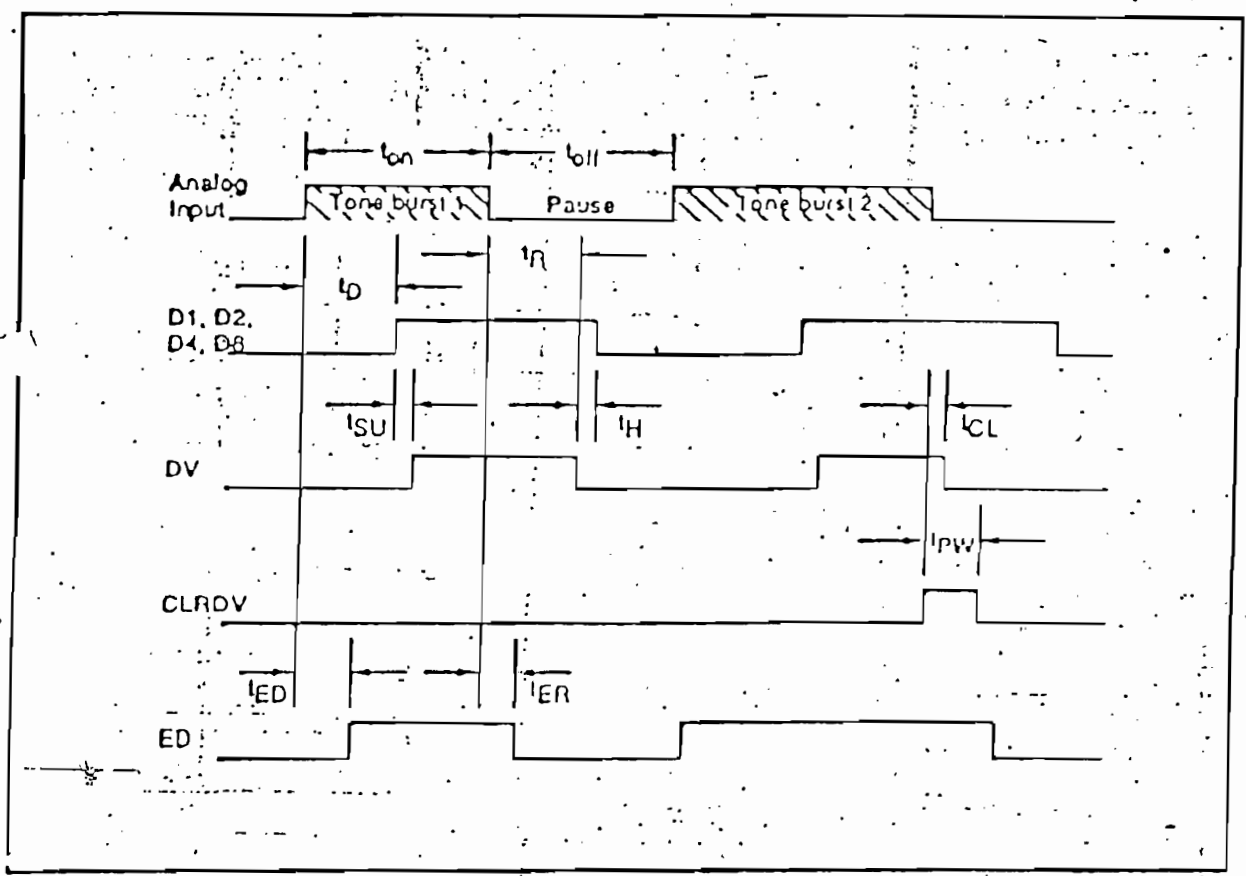 ton toff
Analog
Input
Tone burst 1 Pause Tone burst 2
tR
tD
D1, D2,
D4, D8
tSU tH tCL
DV
tPW
CLRDV
tED tER
ED